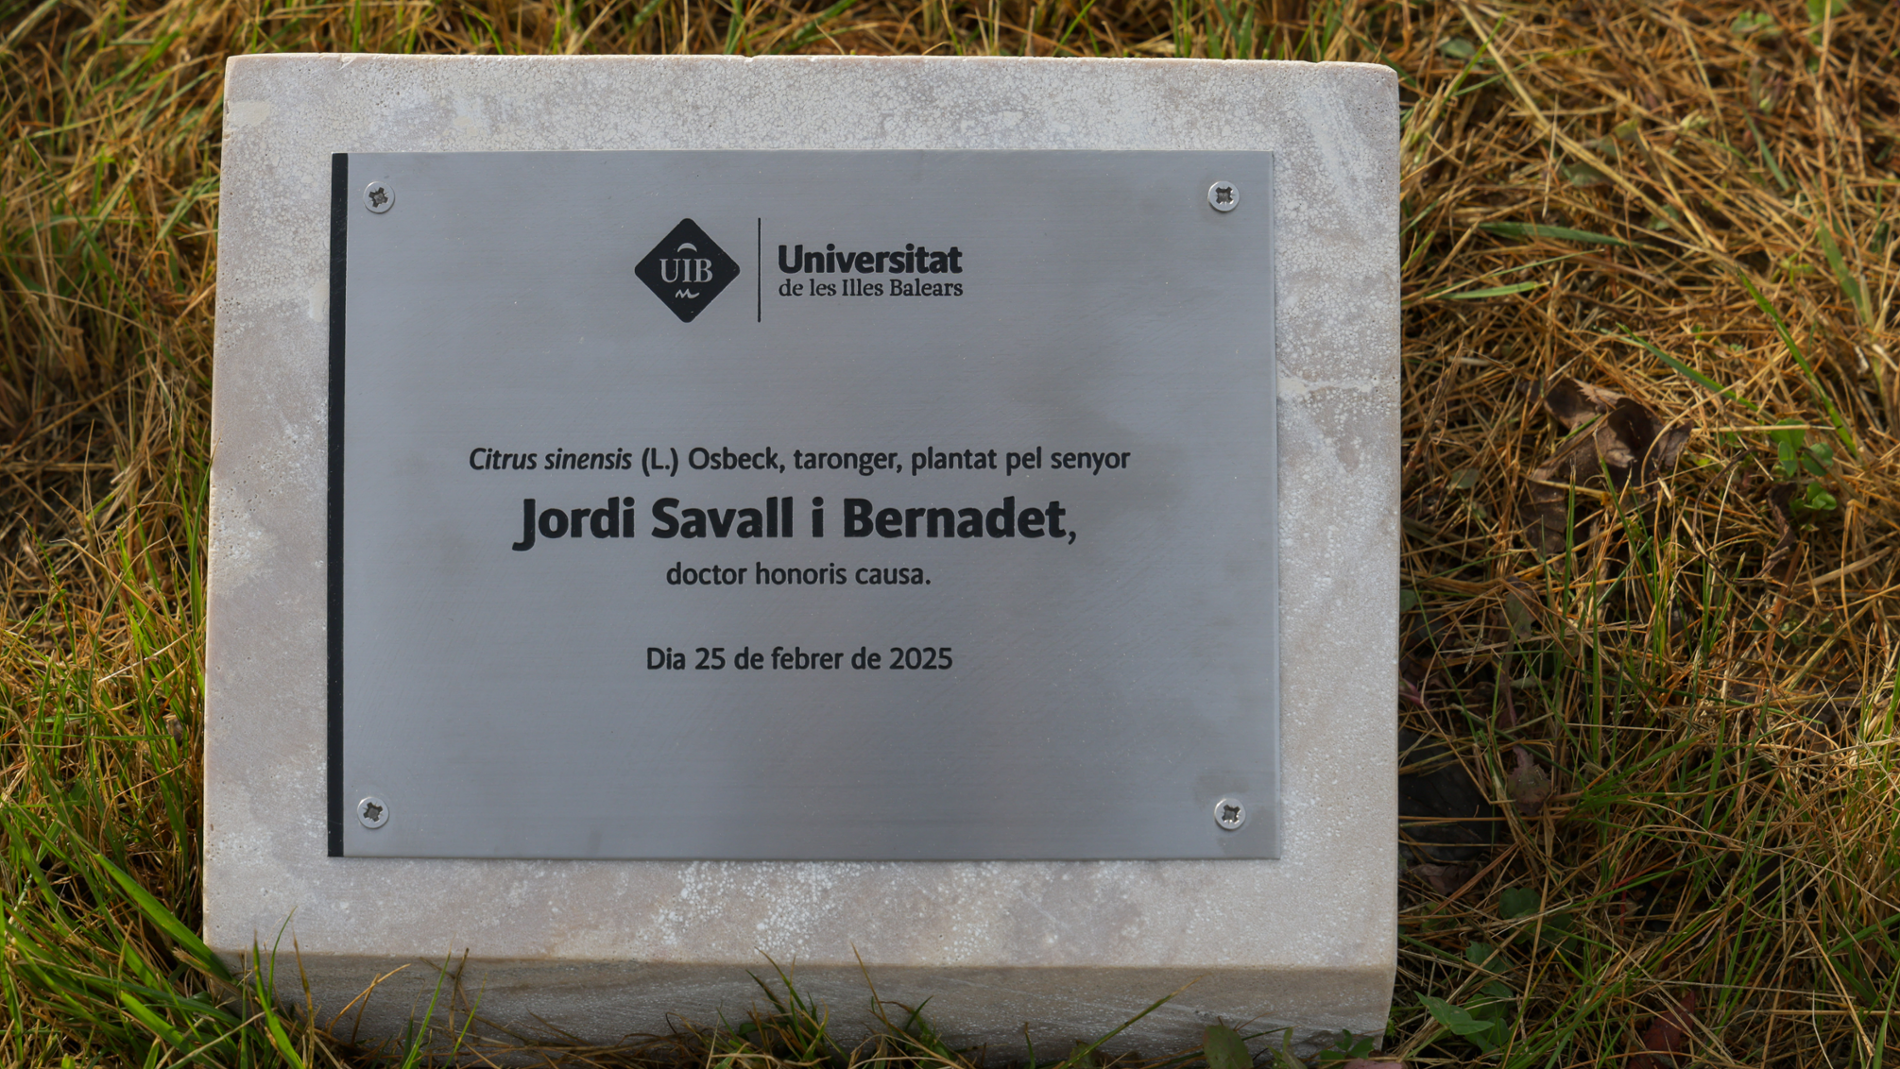 UIB
Universitat
de les Illes Balears
Citrus sinensis (L.) Osbeck, taronger, plantat pel senyor
Jordi Savall i Bernadet,
doctor honoris causa.
Dia 25 de febrer de 2025